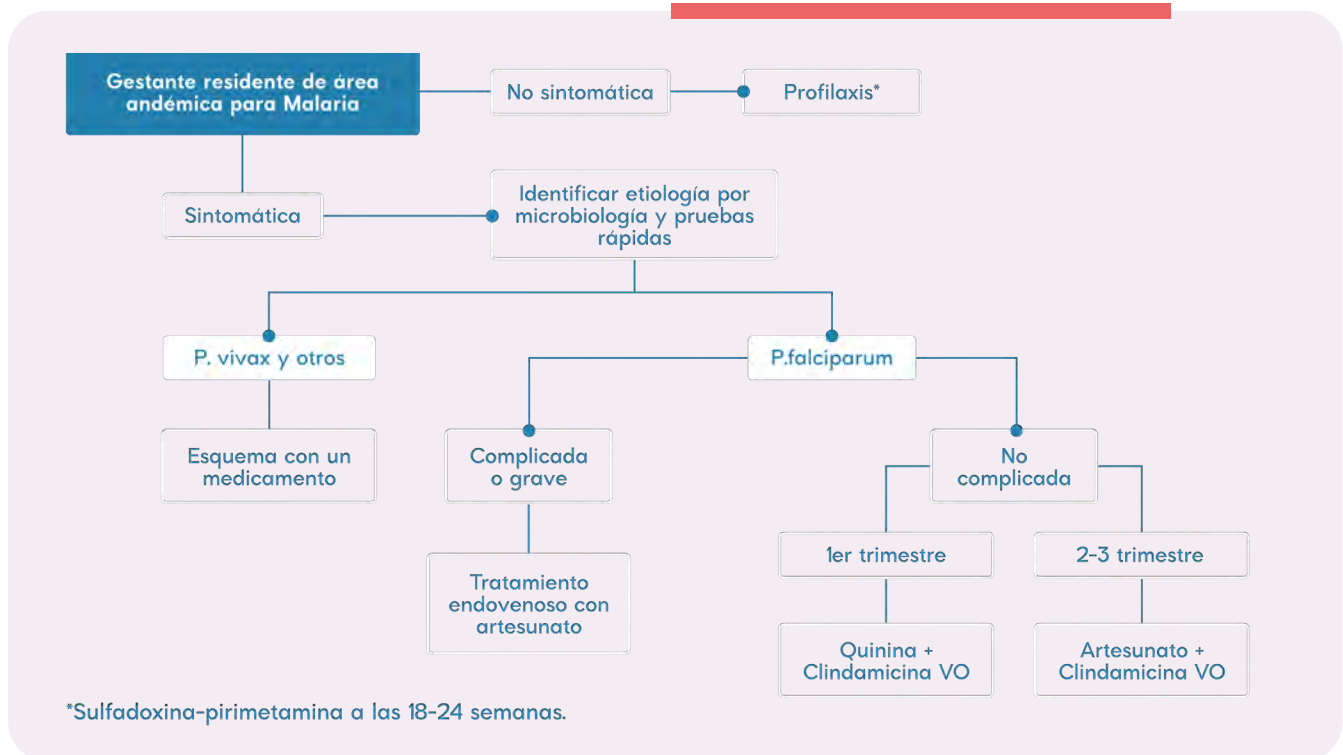 Gestante residente de área
andémica para Malaria
No sintomática
Profilaxis*
Sintomática
Identificar etiología por
microbiología y pruebas
rápidas
P. vivax y otros
P.falciparum
Esquema con un
medicamento
Complicada
o grave
No
complicada
Tratamiento
endovenoso con
artesunato
1er trimestre
2-3 trimestre
Quinina +
Clindamicina VO
Artesunato +
Clindamicina VO
*Sulfadoxina-pirimetamina a las 18-24 semanas.